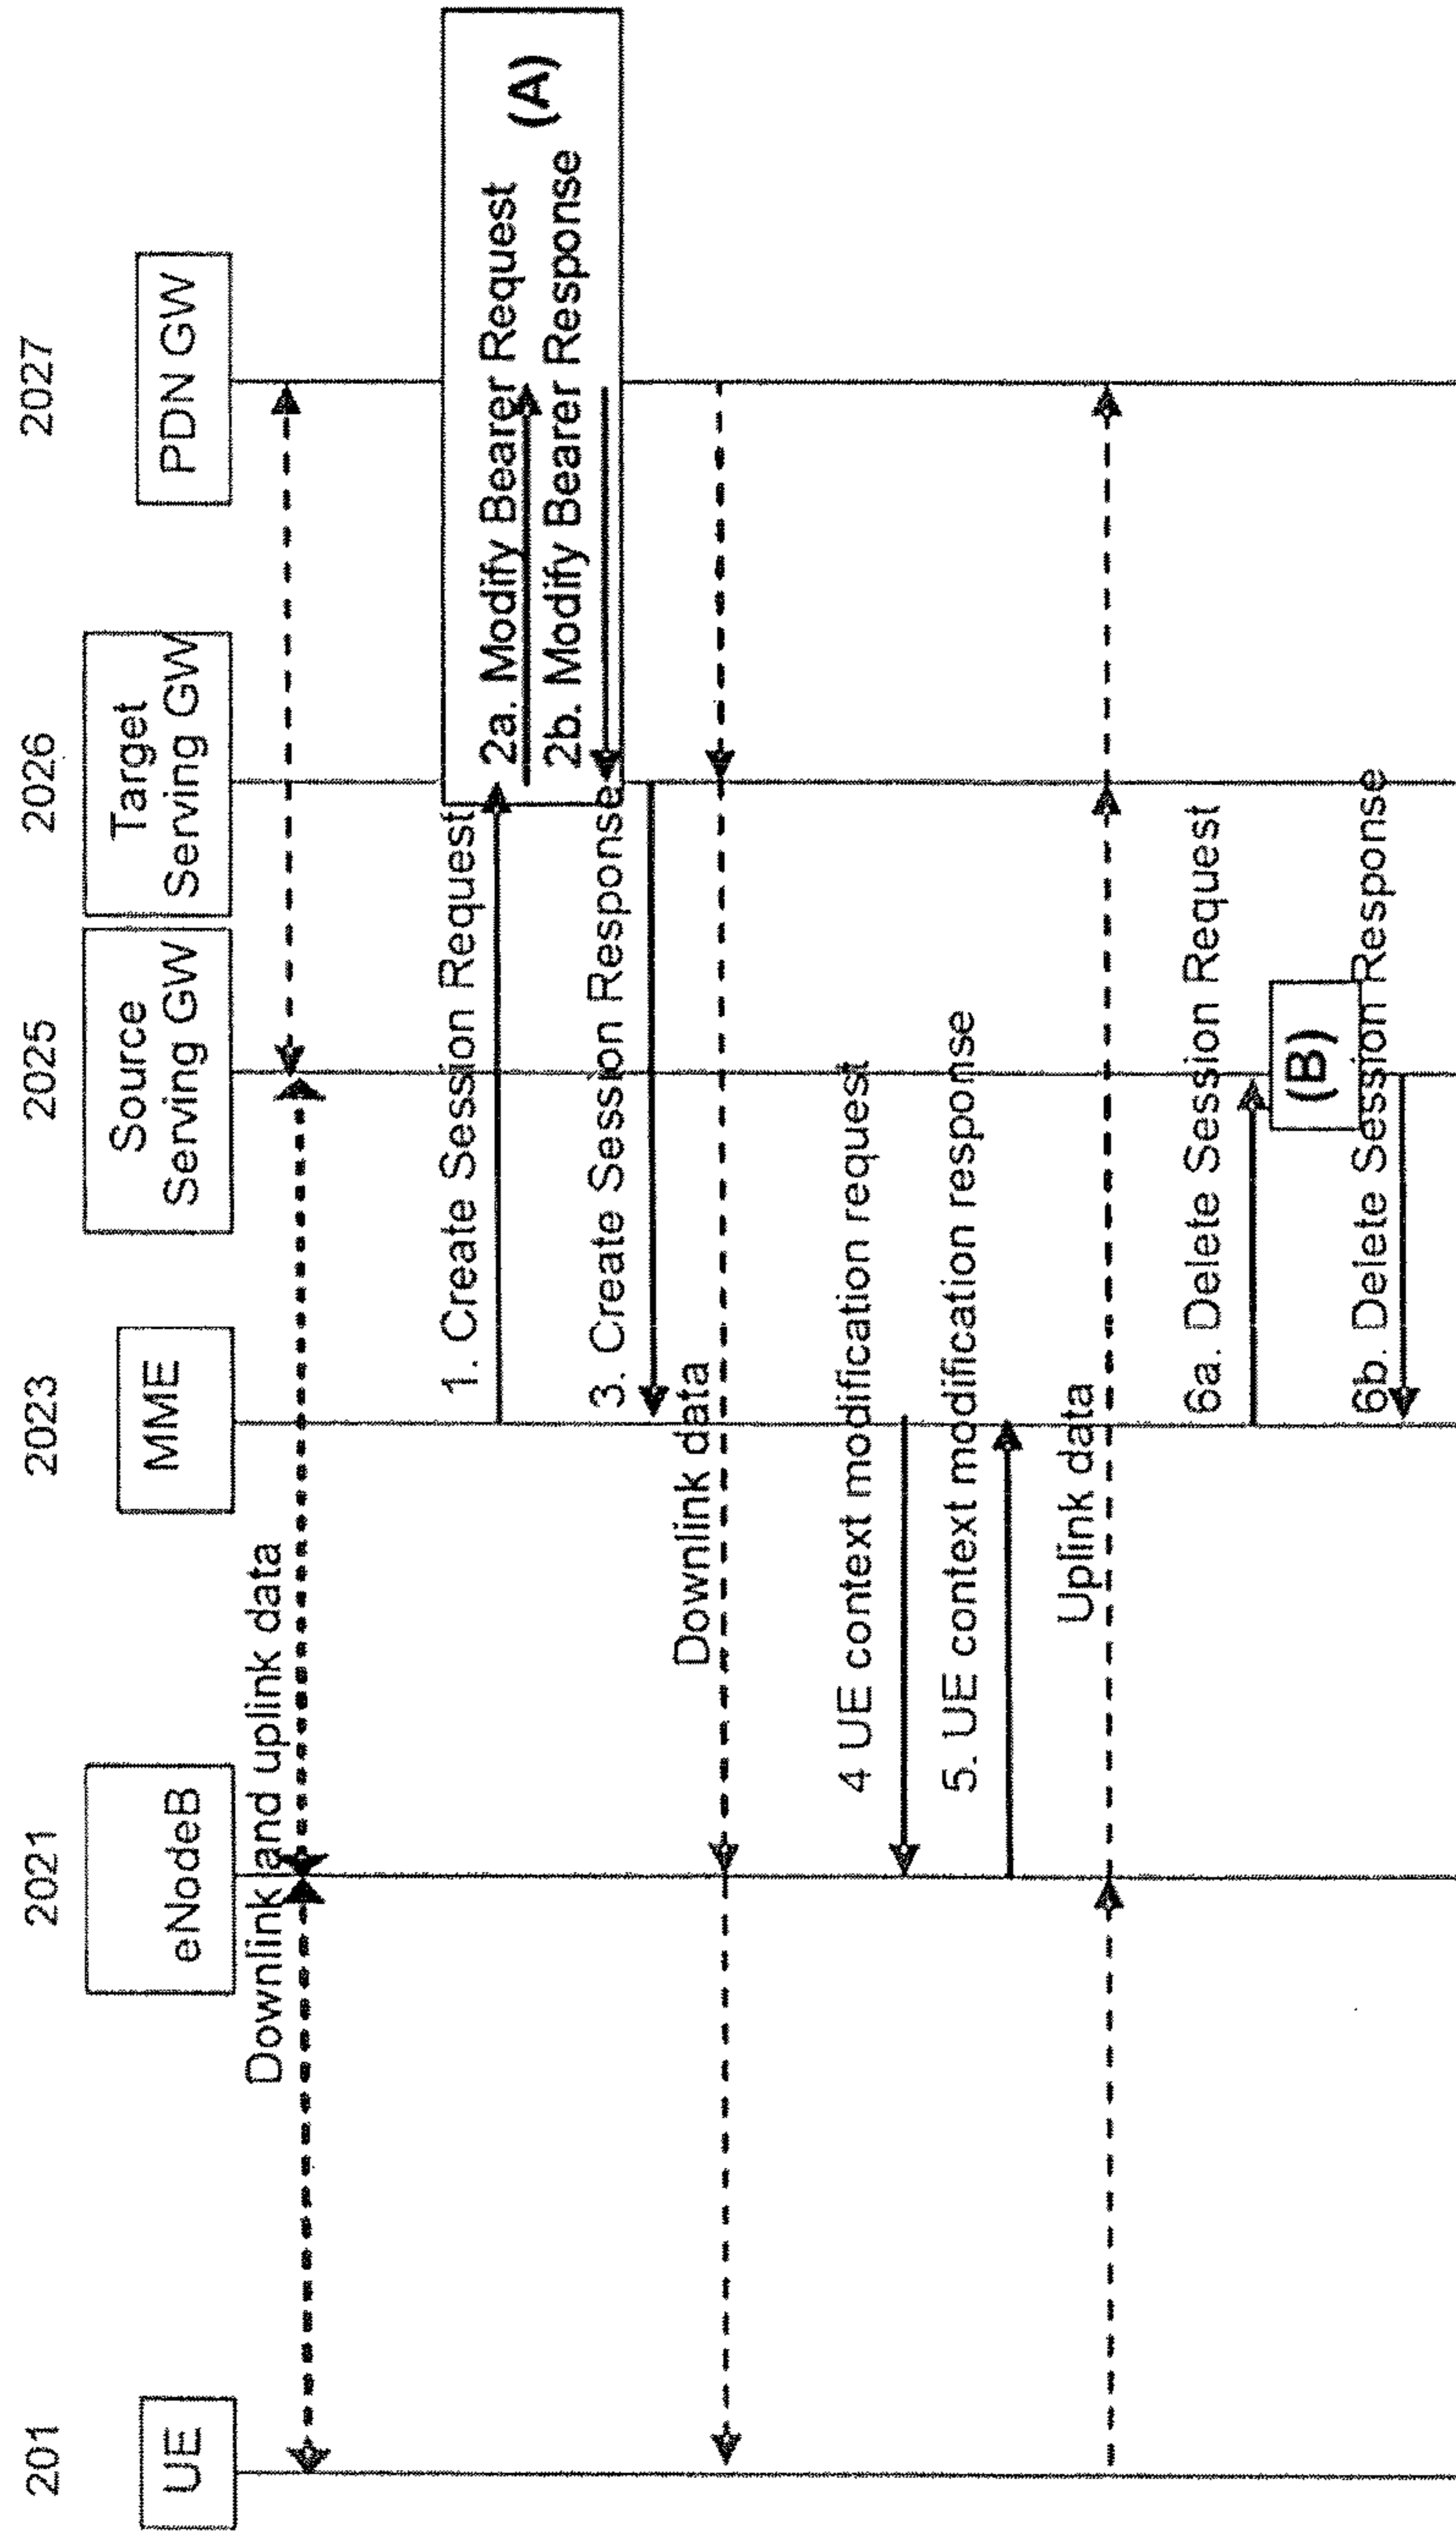 201
2021
2023
2025
2026
2027
UE
eNodeB
MME
Source
Serving GW
Target
Serving GW
PDN GW
Downlink and uplink data
1. Create Session Request
2a. Modify Bearer Request
(A)
2b. Modify Bearer Response
3. Create Session Response
Downlink data
4 UE context modification request
5. UE context modification response
Uplink data
6a. Delete Session Request
(B)
6b. Delete Session Response